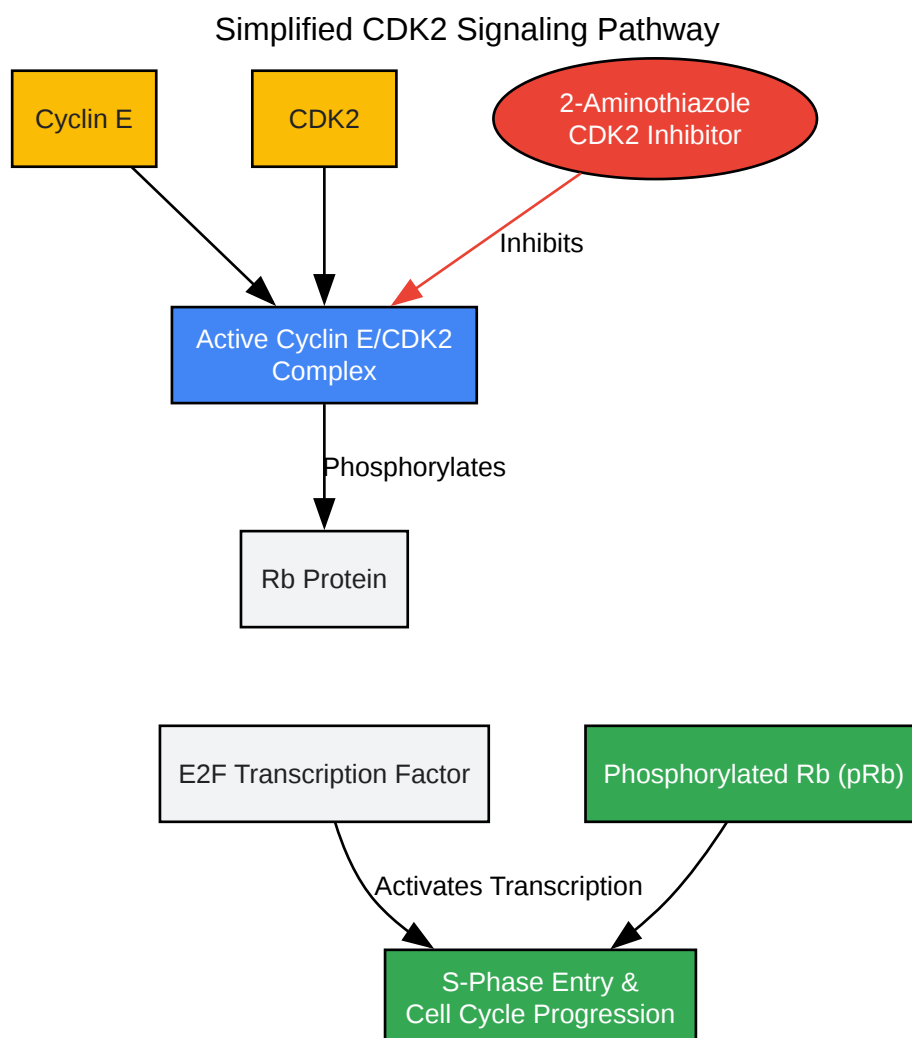 Simplified CDK2 Signaling Pathway
Cyclin E
CDK2
2-Aminothiazole
CDK2 Inhibitor
Inhibits
Active Cyclin E/CDK2
Complex
Phosphorylates
Rb Protein
E2F Transcription Factor
Phosphorylated Rb (pRb)
Activates Transcription
S-Phase Entry &
Cell Cycle Progression